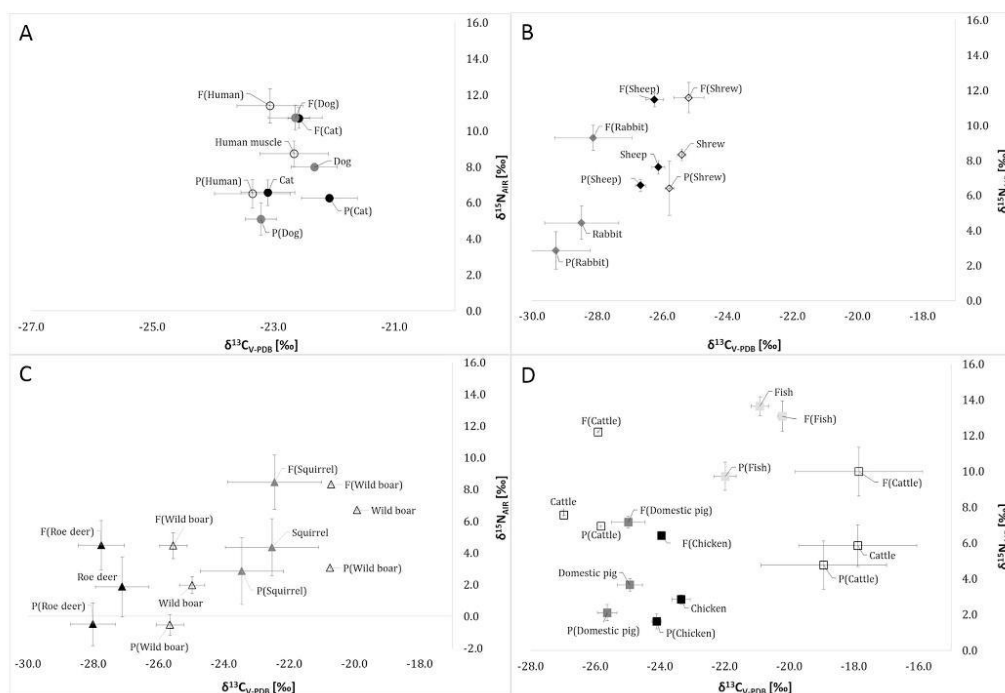 A
16.0
14.0
12.0
10.0
8.0
6.0
4.0
2.0
0.0
δ15NAIR [‰]
F(Human)
F(Dog)
F(Cat)
Human muscle
Dog
P(Human)
Cat
P(Cat)
P(Dog)
-27.0 -25.0 -23.0 -21.0
δ13CV-PDB [‰]
B
16.0
14.0
12.0
10.0
8.0
6.0
4.0
2.0
0.0
F(Sheep)
F(Shrew)
F(Rabbit)
Sheep
Shrew
P(Sheep)
P(Shrew)
Rabbit
P(Rabbit)
-30.0 -28.0 -26.0 -24.0 -22.0 -20.0 -18.0
δ13CV-PDB [‰]
C
16.0
14.0
12.0
10.0
8.0
6.0
4.0
2.0
0.0
-2.0
δ15NAIR [‰]
F(Squirrel)
F(Wild boar)
Wild boar
F(Roe deer)
F(Wild boar)
Squirrel
Roe deer
P(Wild boar)
P(Squirrel)
Wild boar
P(Roe deer)
P(Wild boar)
-30.0 -28.0 -26.0 -24.0 -22.0 -20.0 -18.0
δ13CV-PDB [‰]
D
16.0
14.0
12.0
10.0
8.0
6.0
4.0
2.0
0.0
Fish
F(Fish)
F(Cattle)
P(Fish)
F(Cattle)
Cattle
F(Domestic pig)
P(Cattle)
F(Chicken)
Cattle
Domestic pig
P(Cattle)
Chicken
P(Domestic pig)
P(Chicken)
-28.0 -26.0 -24.0 -22.0 -20.0 -18.0 -16.0
δ13CV-PDB [‰]